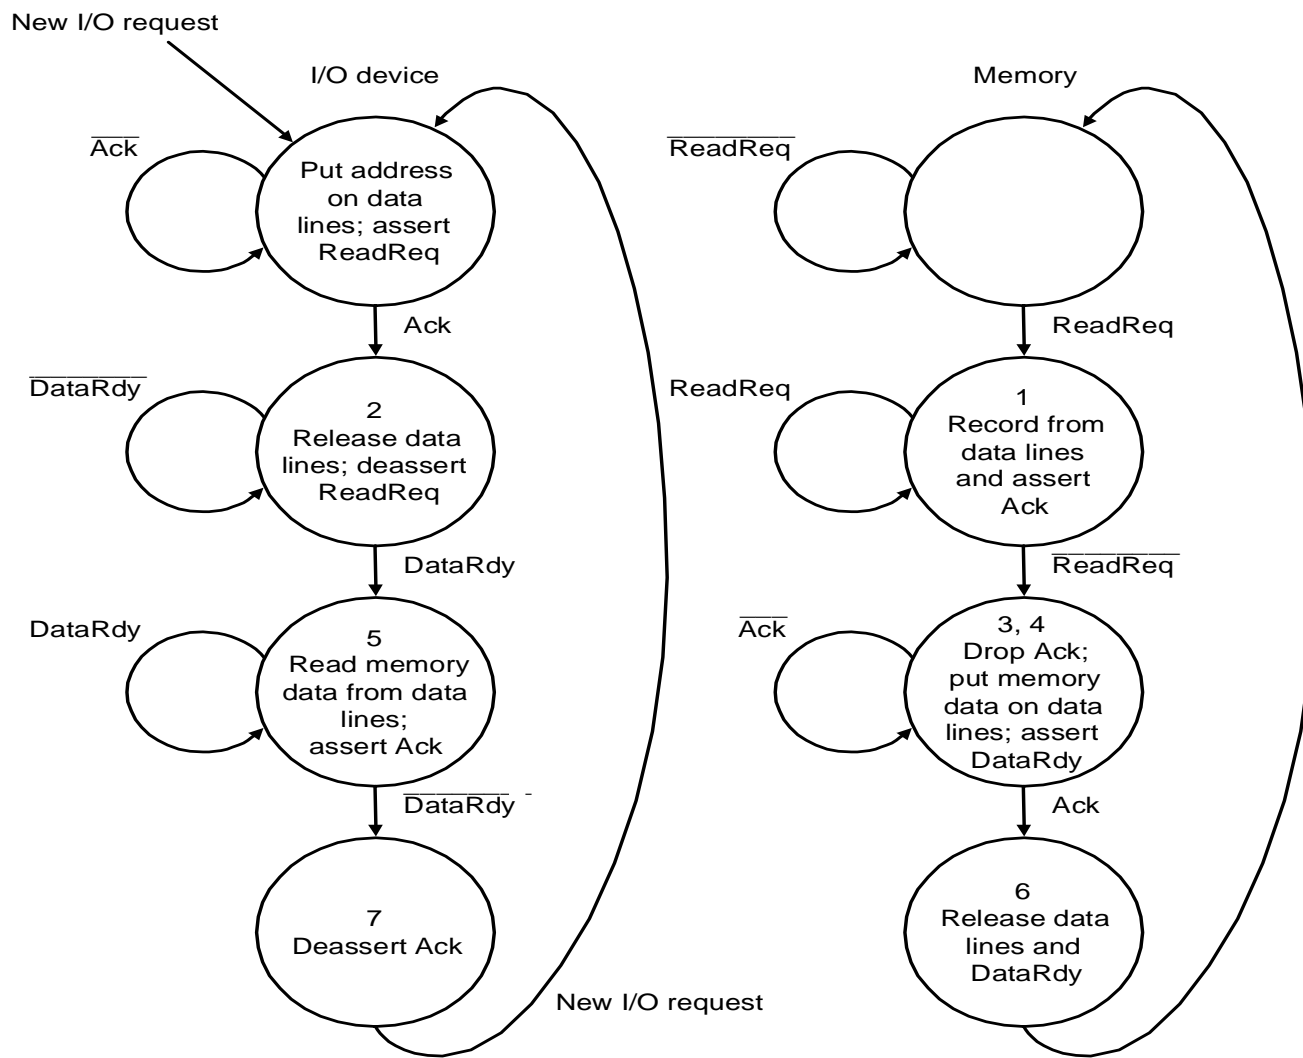 New I/O request
I/O device
Memory
Ack
Put address
on data
lines; assert
ReadReq
ReadReq
Ack
ReadReq
DataRdy
2
Release data
lines; deassert
ReadReq
ReadReq
1
Record from
data lines
and assert
Ack
DataRdy
ReadReq
DataRdy
5
Read memory
data from data
lines;
assert Ack
Ack
3, 4
Drop Ack;
put memory
data on data
lines; assert
DataRdy
DataRdy
Ack
7
Deassert Ack
6
Release data
lines and
DataRdy
New I/O request